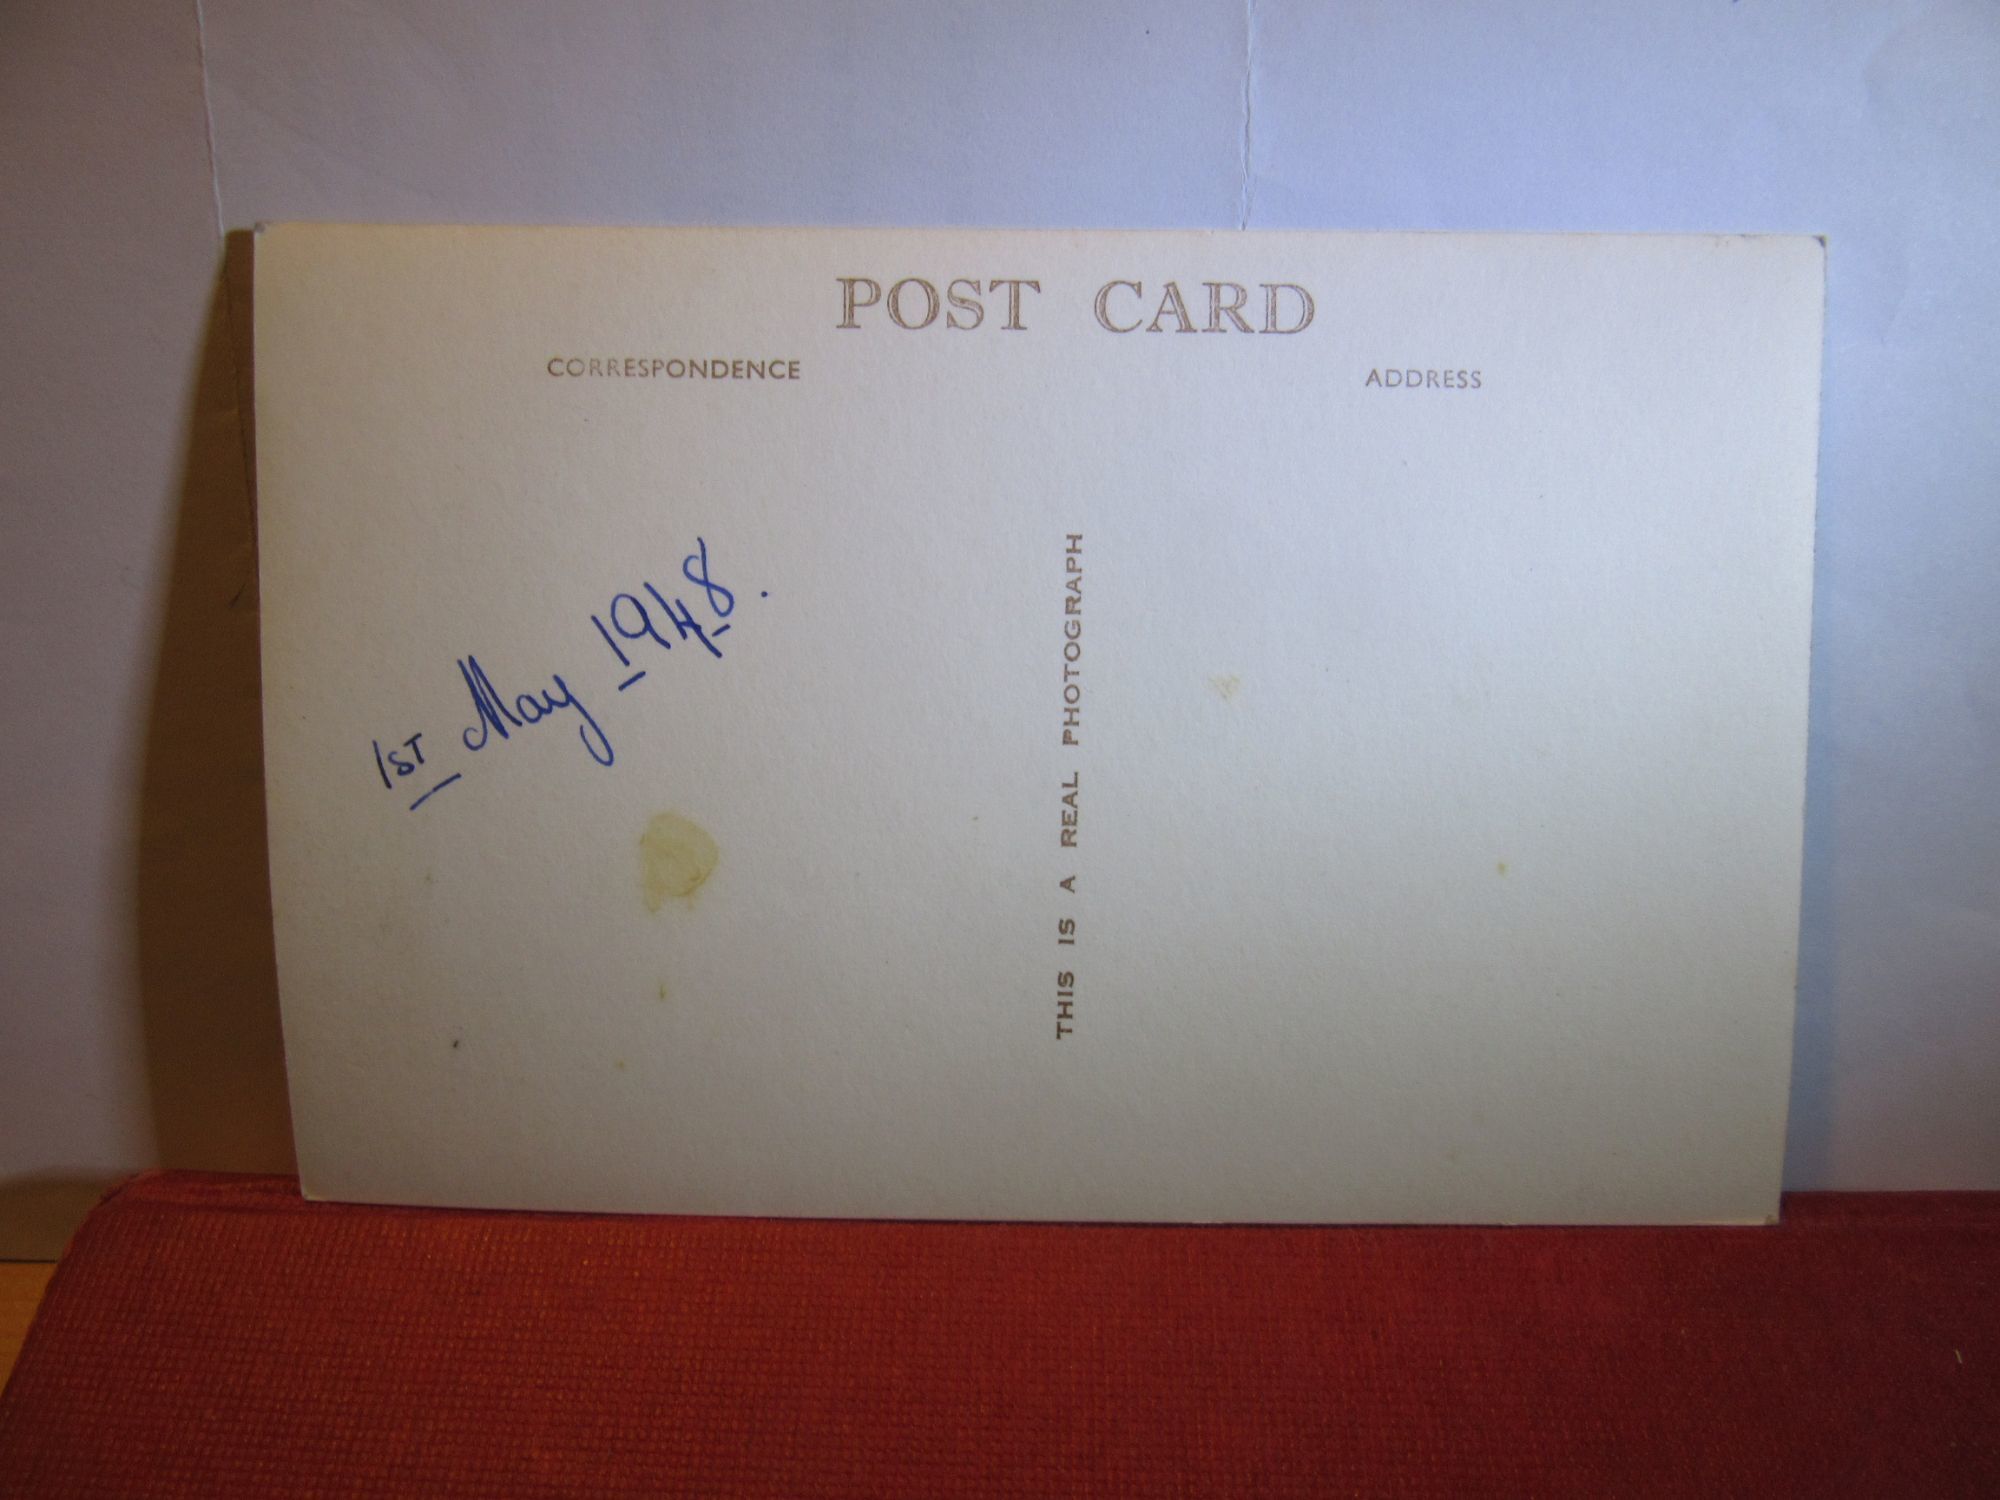 POST CARD
CORRESPONDENCE
ADDRESS
1ST May 1948.
THIS IS A REAL PHOTOGRAPH